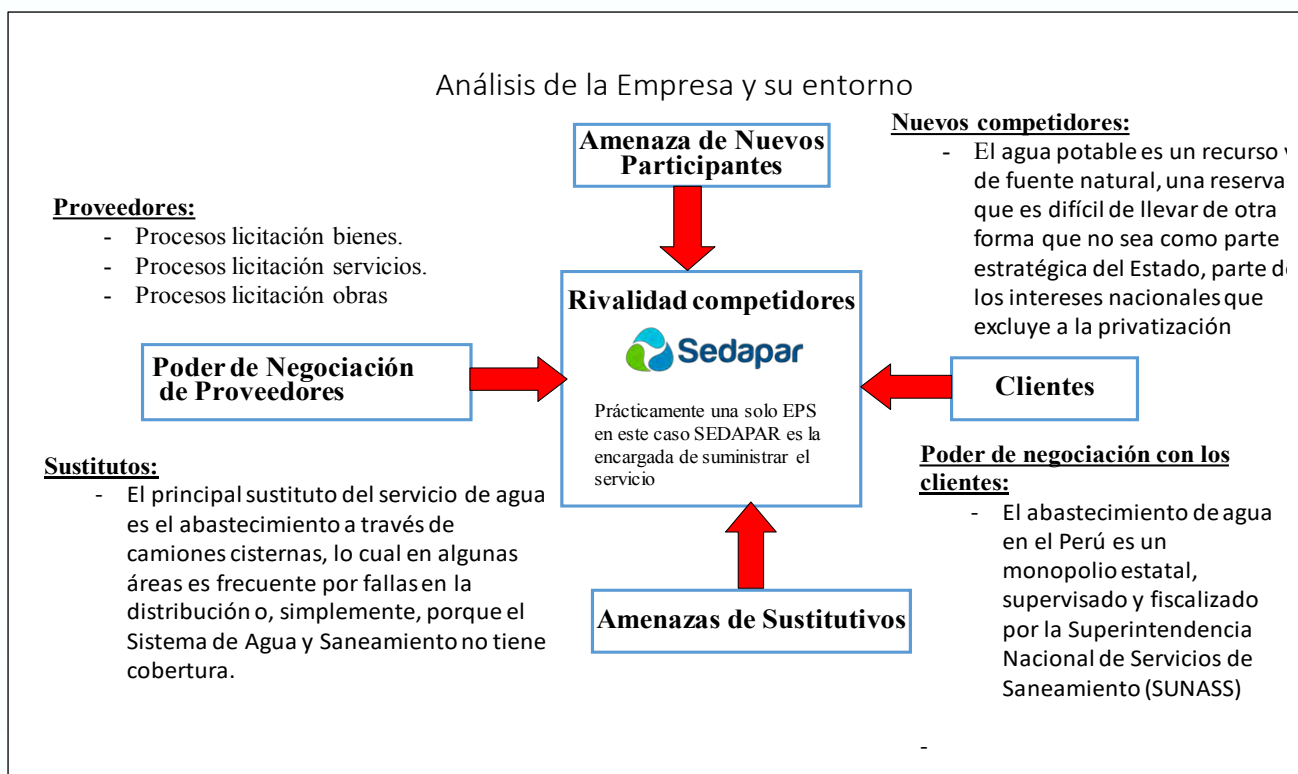 Análisis de la Empresa y su entorno
Amenaza de Nuevos
Participantes
Nuevos competidores:
- El agua potable es un recurso
de fuente natural, una reserva
que es difícil de llevar de otra
forma que no sea como parte
estratégica del Estado, parte
los intereses nacionales que
excluye a la privatización
Proveedores:
- Procesos licitación bienes.
- Procesos licitación servicios.
- Procesos licitación obras
Rivalidad competidores
Sedapar
Prácticamente una solo EPS
en este caso SEDAPAR es la
encargada de suministrar el
servicio
Poder de Negociación
de Proveedores
Clientes
Sustitutos:
- El principal sustituto del servicio de agua
es el abastecimiento a través de
camiones cisternas, lo cual en algunas
áreas es frecuente por fallas en la
distribución o, simplemente, porque el
Sistema de Agua y Saneamiento no tiene
cobertura.
Poder de negociación con los
clientes:
- El abastecimiento de agua
en el Perú es un
monopolio estatal,
supervisado y fiscalizado
por la Superintendencia
Nacional de Servicios de
Saneamiento (SUNASS)
-
Amenazas de Sustitutivos